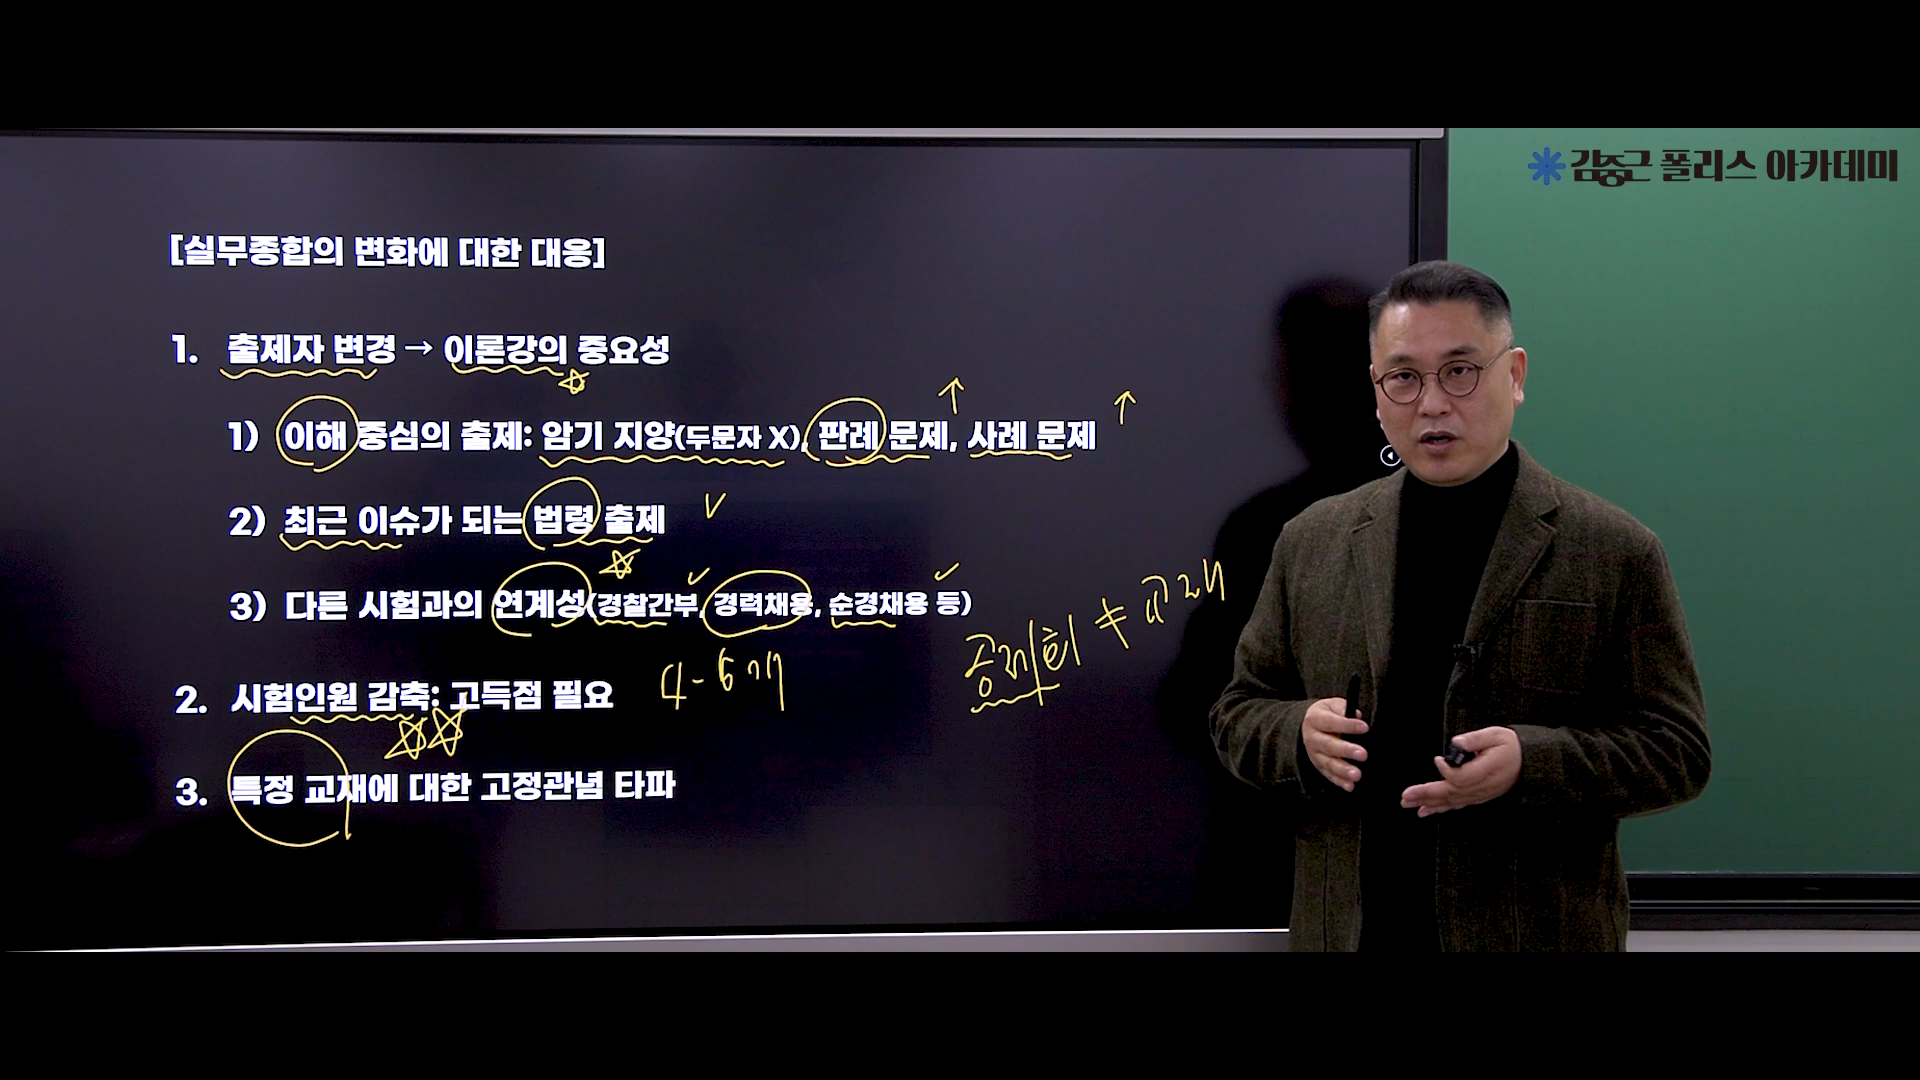 김중근 폴리스 아카데미
[실무종합의 변화에 대한 대응]
1. 출제자 변경 → 이론강의 중요성
1) 이해 중심의 출제: 암기 지양(두문자 X), 판례 문제, 사례 문제
2) 최근 이슈가 되는 법령 출제
3) 다른 시험과의 연계성(경찰간부, 경력채용, 순경채용 등)
공제회 ≠ 교재
4-6개
2. 시험인원 감축: 고득점 필요
3. 특정 교재에 대한 고정관념 타파